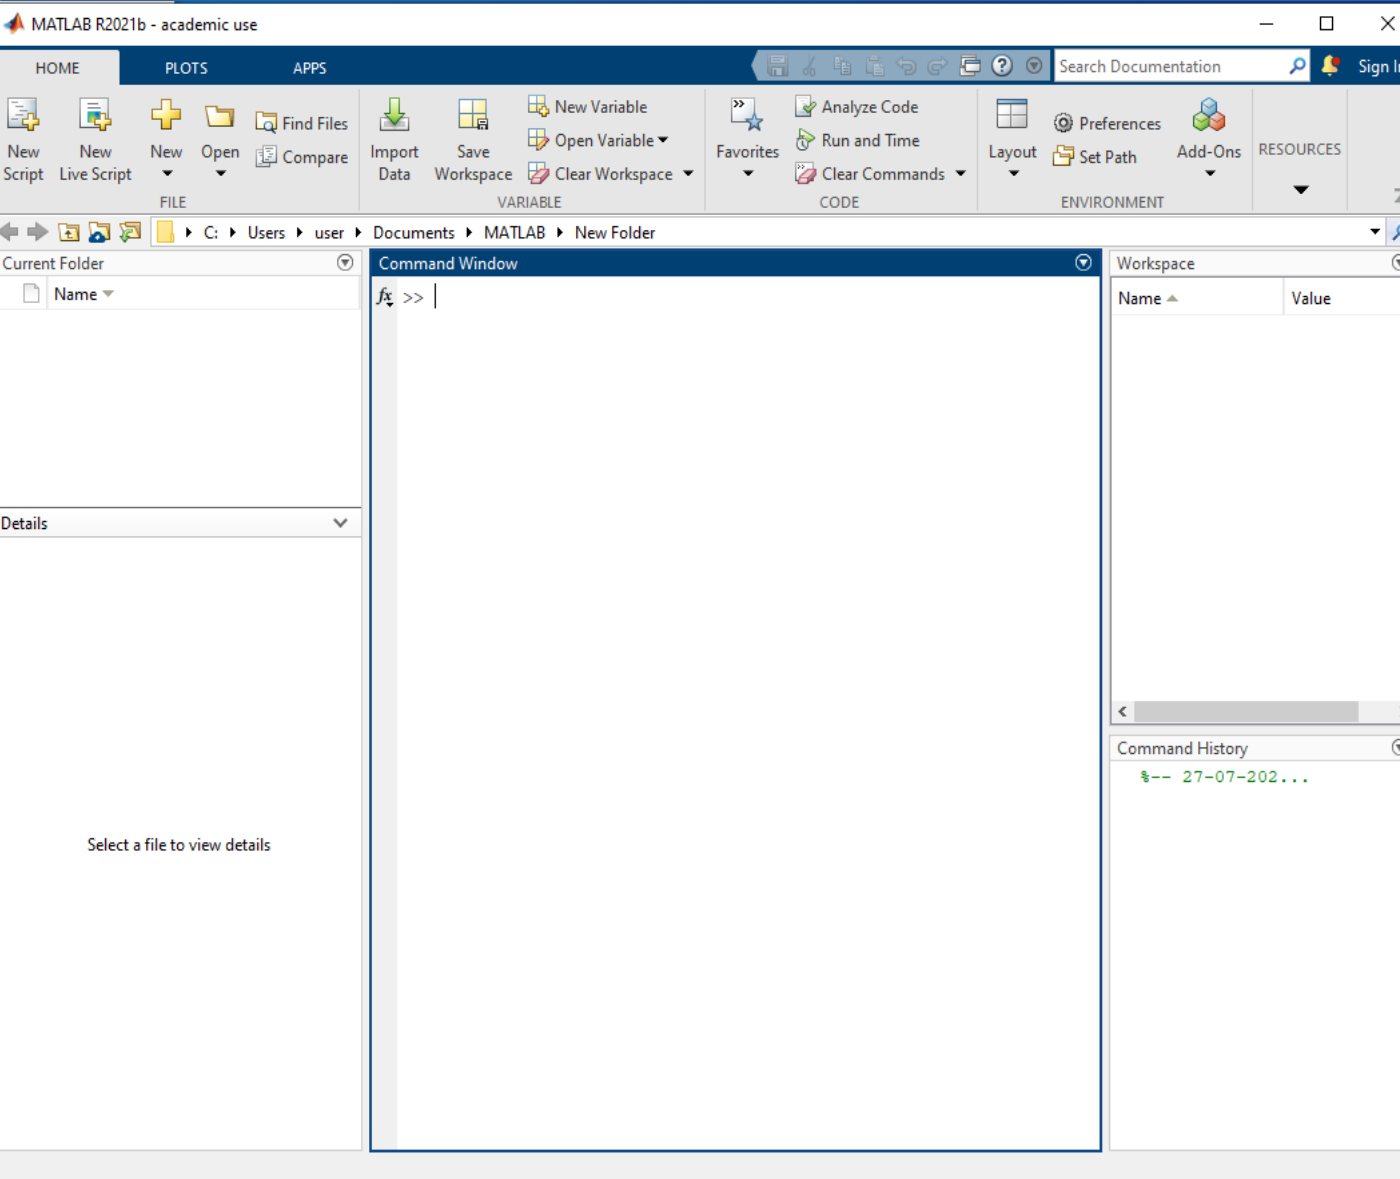 MATLAB R2021b - academic use
HOME PLOTS APPS
Search Documentation
Sign
New Script
New Live Script
New
Open
Find Files
Compare
FILE
Import Data
Save Workspace
New Variable
Open Variable
Clear Workspace
VARIABLE
Favorites
Analyze Code
Run and Time
Clear Commands
CODE
Layout
Preferences
Set Path
Add-Ons
ENVIRONMENT
RESOURCES
C: Users user Documents MATLAB New Folder
Current Folder
Name
Details
Select a file to view details
Command Window
fx >>
Workspace
Name Value
Command History
%-- 27-07-202...